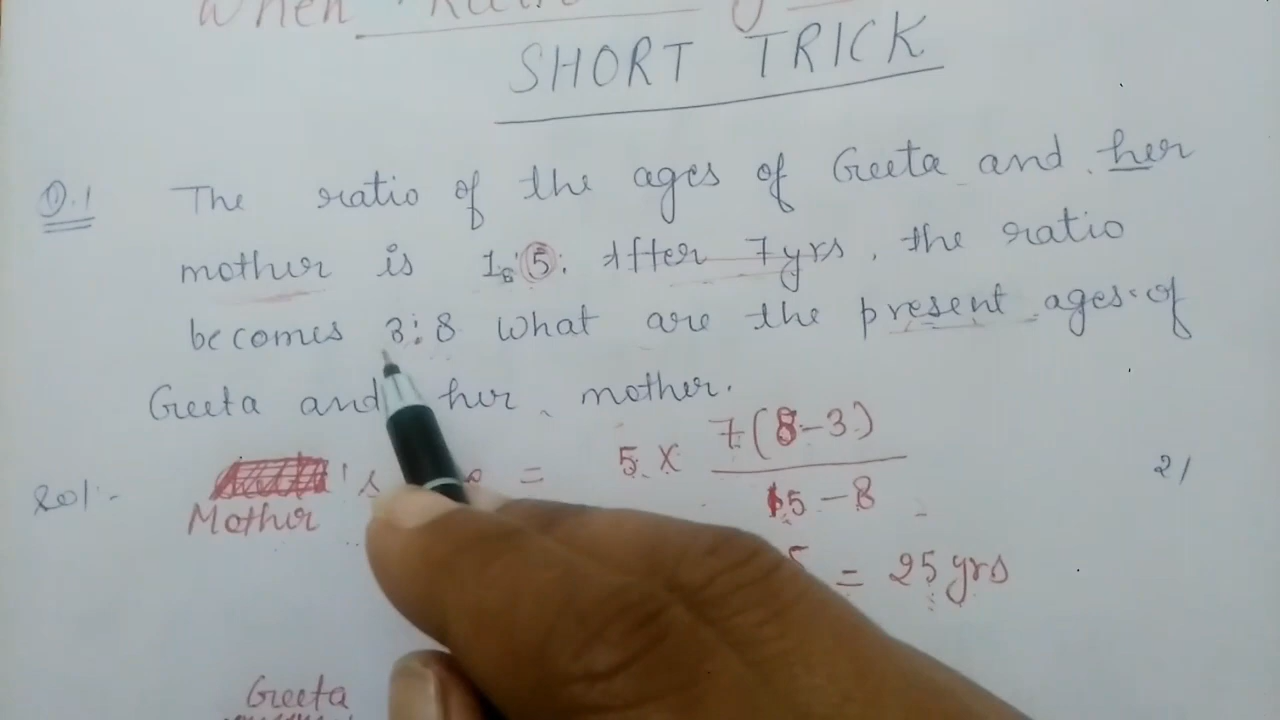 When
SHORT TRICK
Q.1 The ratio of the ages of Geeta and her
mother is 1:5. After 7yrs, the ratio
becomes 3:8 what are the present ages of
Geeta and her mother.
Sol:- Mother 's = 5 x 7(8-3)
15-8
= 25 yrs
Geeta